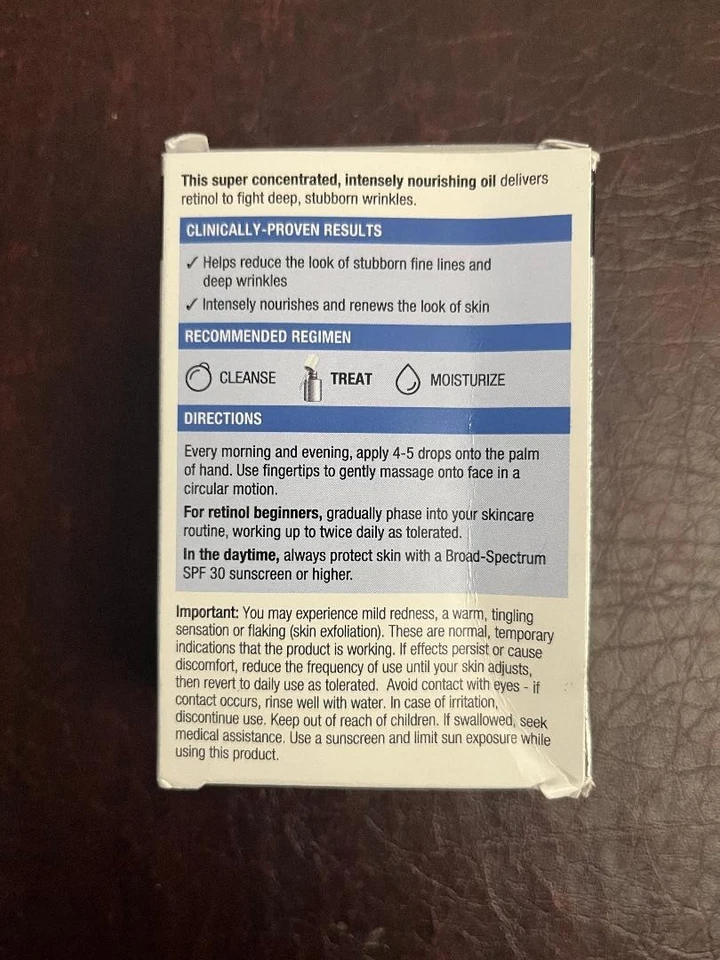 This super concentrated, intensely nourishing oil delivers
retinol to fight deep, stubborn wrinkles.
CLINICALLY-PROVEN RESULTS
✓ Helps reduce the look of stubborn fine lines and
deep wrinkles
✓ Intensely nourishes and renews the look of skin
RECOMMENDED REGIMEN
CLEANSE TREAT MOISTURIZE
DIRECTIONS
Every morning and evening, apply 4-5 drops onto the palm
of hand. Use fingertips to gently massage onto face in a
circular motion.
For retinol beginners, gradually phase into your skincare
routine, working up to twice daily as tolerated.
In the daytime, always protect skin with a Broad-Spectrum
SPF 30 sunscreen or higher.
Important: You may experience mild redness, a warm, tingling
sensation or flaking (skin exfoliation). These are normal, temporary
indications that the product is working. If effects persist or cause
discomfort, reduce the frequency of use until your skin adjusts,
then revert to daily use as tolerated. Avoid contact with eyes - if
contact occurs, rinse well with water. In case of irritation,
discontinue use. Keep out of reach of children. If swallowed, seek
medical assistance. Use a sunscreen and limit sun exposure while
using this product.